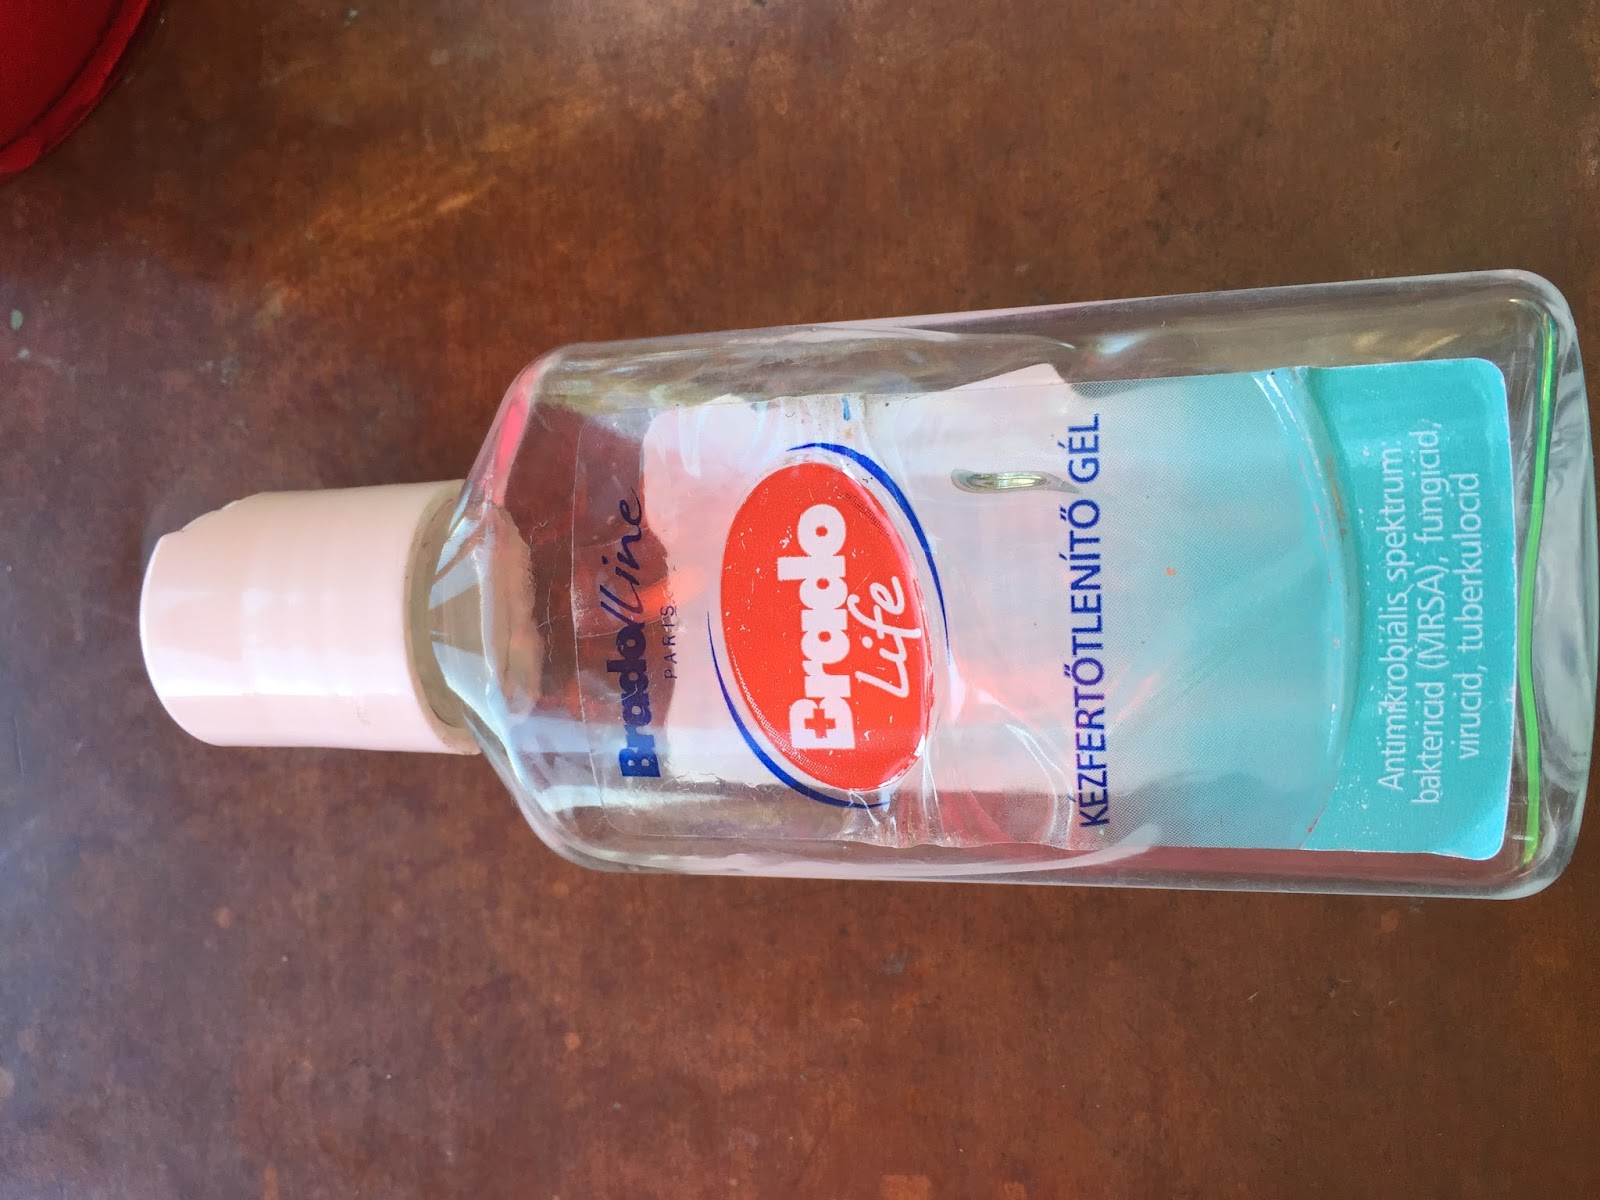 Bradoline
PARIS
Brado
Life
KÉZFERTŐTLENÍTŐ GÉL
Antimikrobiális spektrum:
baktericid (MRSA), fungicid,
virucid, tuberkulocid